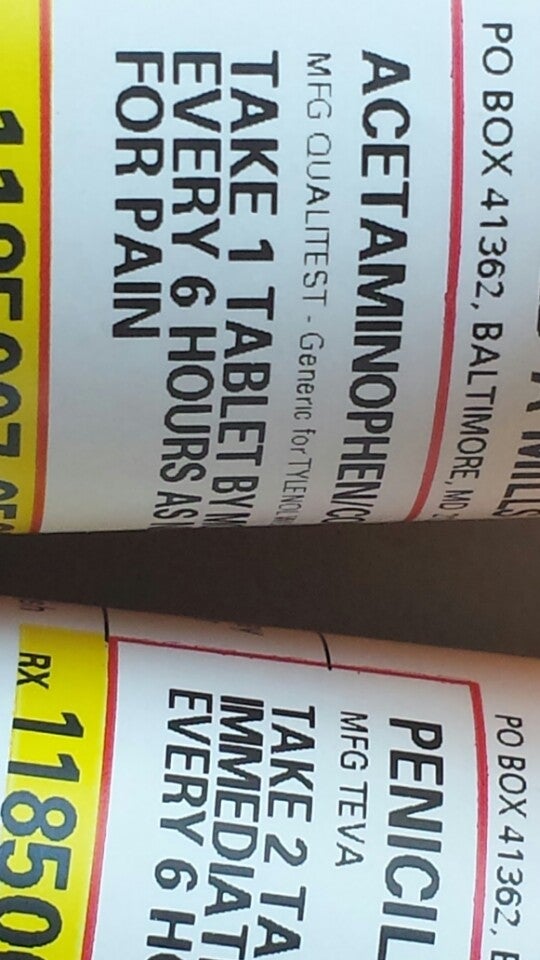 PO BOX 41362, BALTIMORE, MD
ACETAMINOPHEN/CO
MFG QUALITEST - Generic for TYLENOL
TAKE 1 TABLET BY M
EVERY 6 HOURS AS
FOR PAIN
PO BOX 41362, B
PENICIL
MFG TEVA
TAKE 2 TA
IMMEDIAT
EVERY 6 H
RX 11850